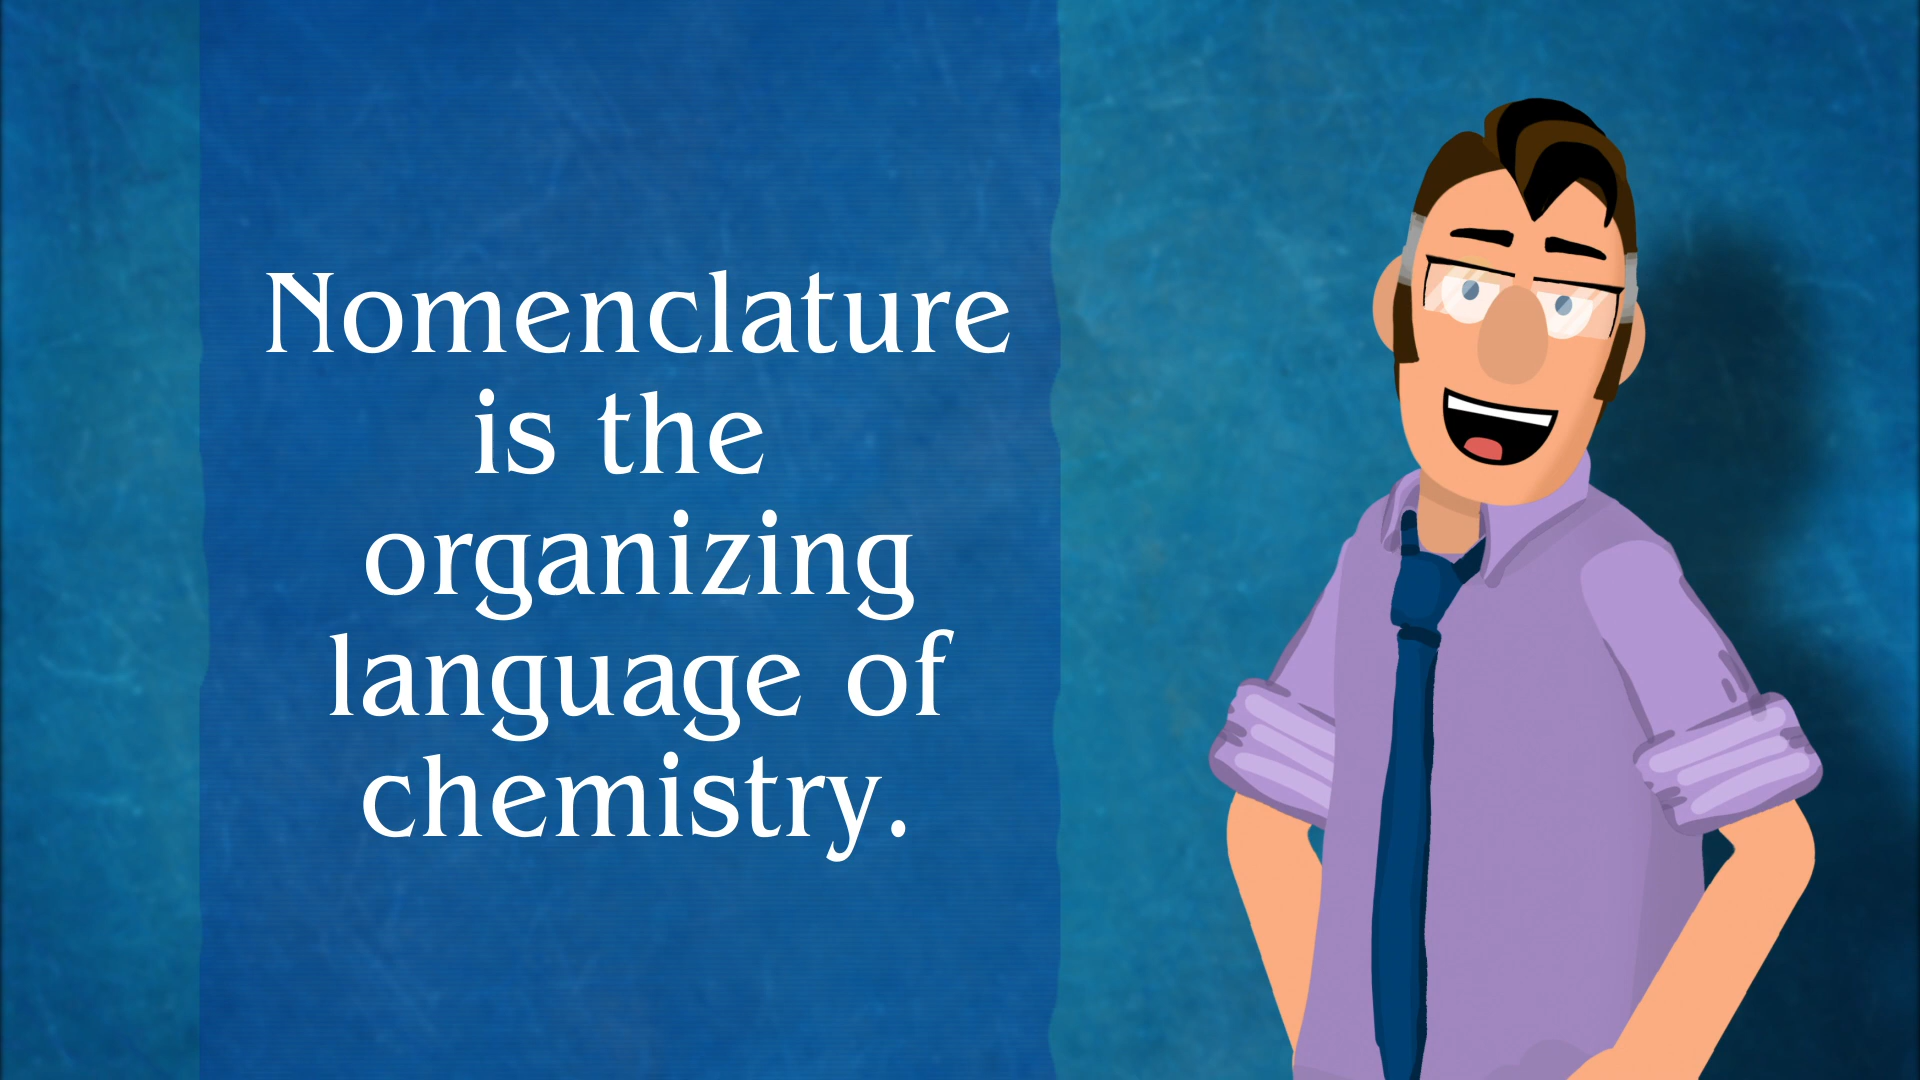 Nomenclature
is the
organizing
language of
chemistry.